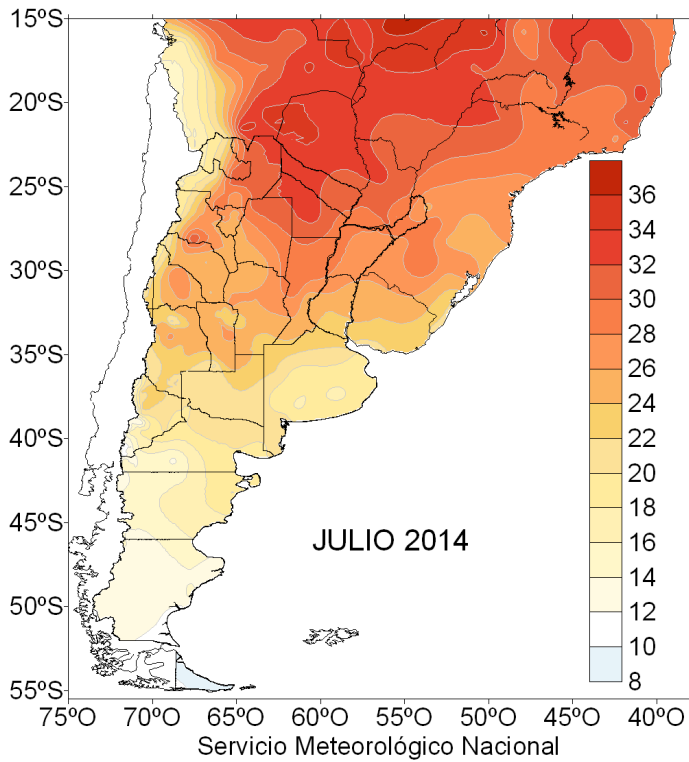 15ºS
20ºS
25ºS
30ºS
35ºS
40ºS
45ºS
50ºS
55ºS
JULIO 2014
36
34
32
30
28
26
24
22
20
18
16
14
12
10
8
75ºO 70ºO 65ºO 60ºO 55ºO 50ºO 45ºO 40ºO
Servicio Meteorológico Nacional